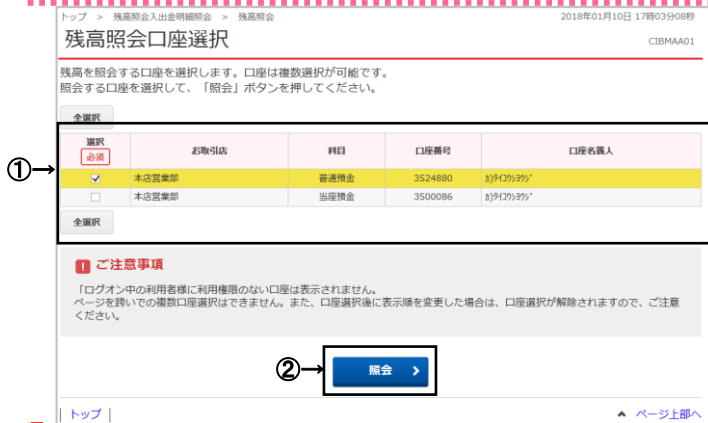 トップ > 残高照会入出金明細照会 > 残高照会
2018年01月10日 17時03分08秒
残高照会口座選択
CIBMAA01
残高を照会する口座を選択します。口座は複数選択が可能です。
照会する口座を選択して、「照会」ボタンを押してください。
全選択
選択 必須 お取引店 科目 口座番号 口座名義人
①
本店営業部 普通預金 3524880 ｶ)ﾀｲｺｳｼﾖｳｼﾞ
本店営業部 当座預金 3500086 ｶ)ﾀｲｺｳｼﾖｳｼﾞ
全選択
! ご注意事項
「ログオン中の利用者様に利用権限のない口座は表示されません。
ページを跨いでの複数口座選択はできません。また、口座選択後に表示順を変更した場合は、口座選択が解除されますので、ご注意
ください。
② 照会
トップ
ページ上部へ